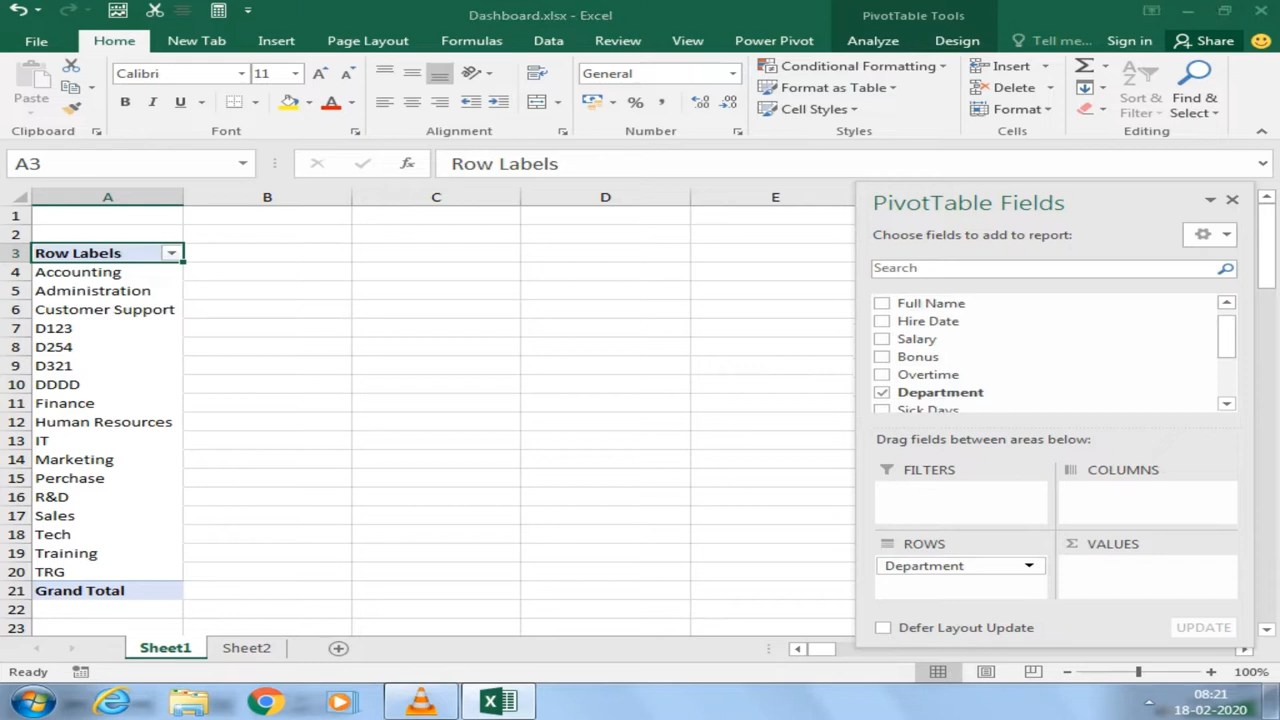 Dashboard.xlsx - Excel
PivotTable Tools
File Home New Tab Insert Page Layout Formulas Data Review View Power Pivot Analyze Design Tell me... Sign in Share
Paste
Clipboard
Calibri 11
B I U
Font
Alignment
General
% ,
Number
Conditional Formatting
Format as Table
Cell Styles
Styles
Insert
Delete
Format
Cells
Sort & Filter
Find & Select
Editing
A3
fx
Row Labels
A B C D E
1
2
3 Row Labels
4 Accounting
5 Administration
6 Customer Support
7 D123
8 D254
9 D321
10 DDDD
11 Finance
12 Human Resources
13 IT
14 Marketing
15 Perchase
16 R&D
17 Sales
18 Tech
19 Training
20 TRG
21 Grand Total
22
23
PivotTable Fields
Choose fields to add to report:
Search
Full Name
Hire Date
Salary
Bonus
Overtime
Department
Sick Days
Drag fields between areas below:
FILTERS
COLUMNS
ROWS
Department
Σ VALUES
Defer Layout Update
UPDATE
Sheet1 Sheet2
Ready
100%
08:21
18-02-2020